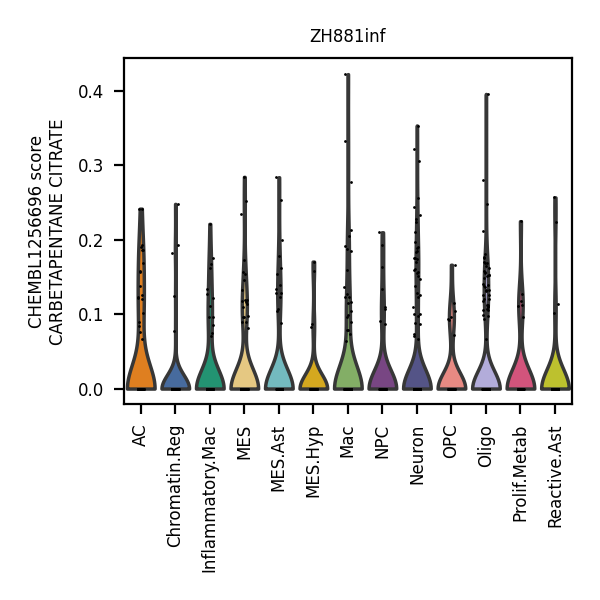 ZH881inf
CHEMBL1256696 score
CARBETAPENTANE CITRATE
0.4
0.3
0.2
0.1
0.0
AC
Chromatin.Reg
Inflammatory.Mac
MES
MES.Ast
MES.Hyp
Mac
NPC
Neuron
OPC
Oligo
Prolif.Metab
Reactive.Ast